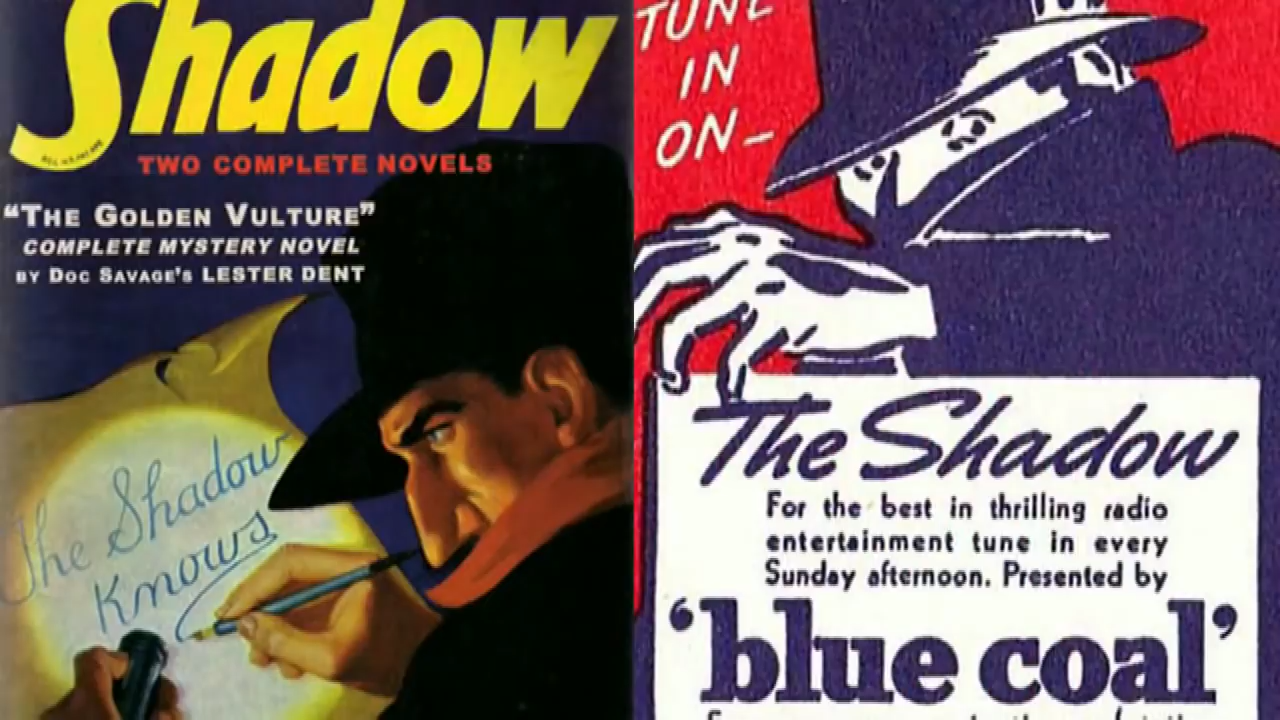 Shadow
TWO COMPLETE NOVELS
“THE GOLDEN VULTURE”
COMPLETE MYSTERY NOVEL
BY DOC SAVAGE'S LESTER DENT
The Shadow
Knows
TUNE
IN
ON—
The Shadow
For the best in thrilling radio
entertainment tune in every
Sunday afternoon. Presented by
‘blue coal’